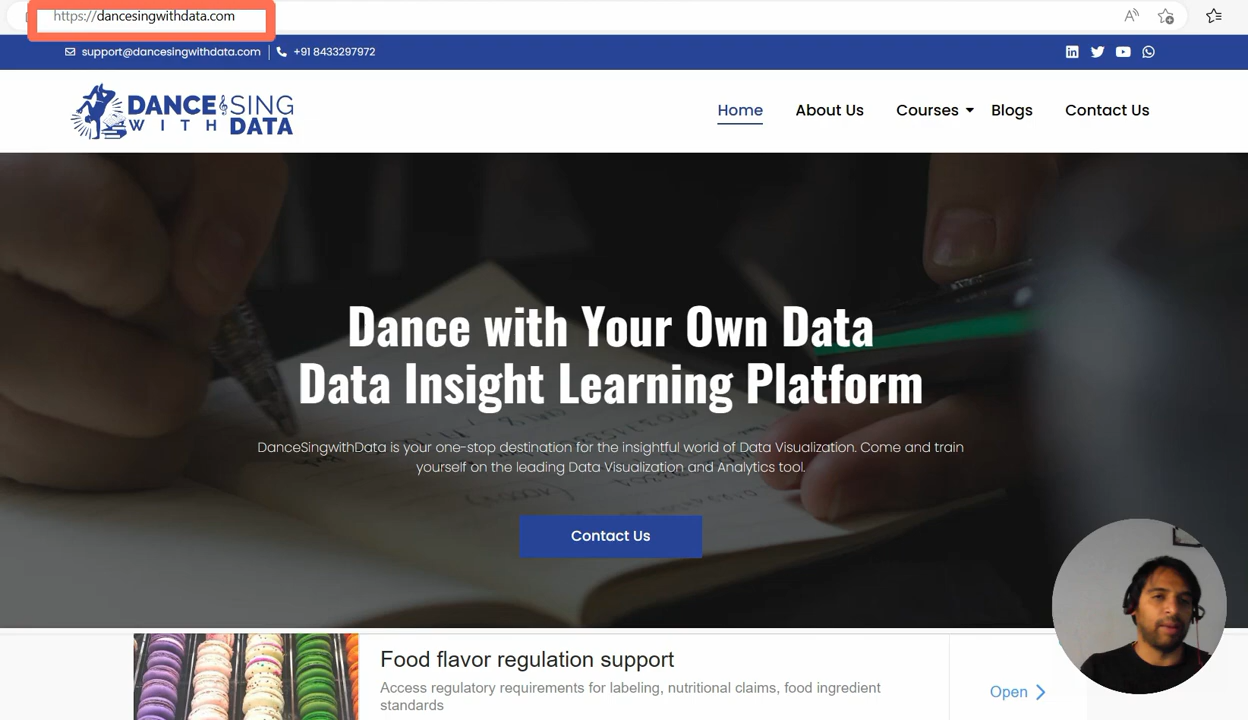 https://dancesingwithdata.com
support@dancesingwithdata.com
+91 8433297972
DANCE SING
WITH DATA
Home
About Us
Courses
Blogs
Contact Us
Dance with Your Own Data
Data Insight Learning Platform
DanceSingwithData is your one-stop destination for the insightful world of Data Visualization. Come and train
yourself on the leading Data Visualization and Analytics tool.
Contact Us
Food flavor regulation support
Access regulatory requirements for labeling, nutritional claims, food ingredient
standards
Open